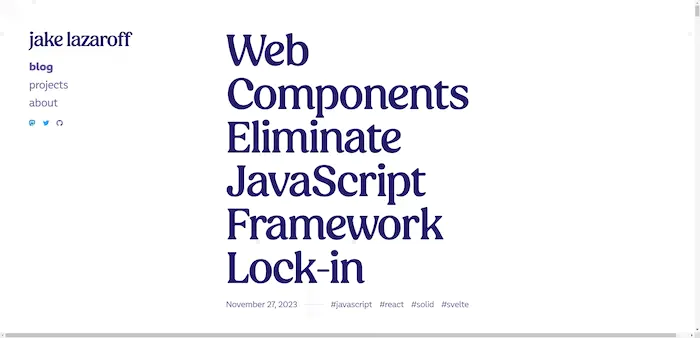 jake lazaroff
blog
projects
about
Web
Components
Eliminate
JavaScript
Framework
Lock-in
November 27, 2023 #javascript #react #solid #svelte